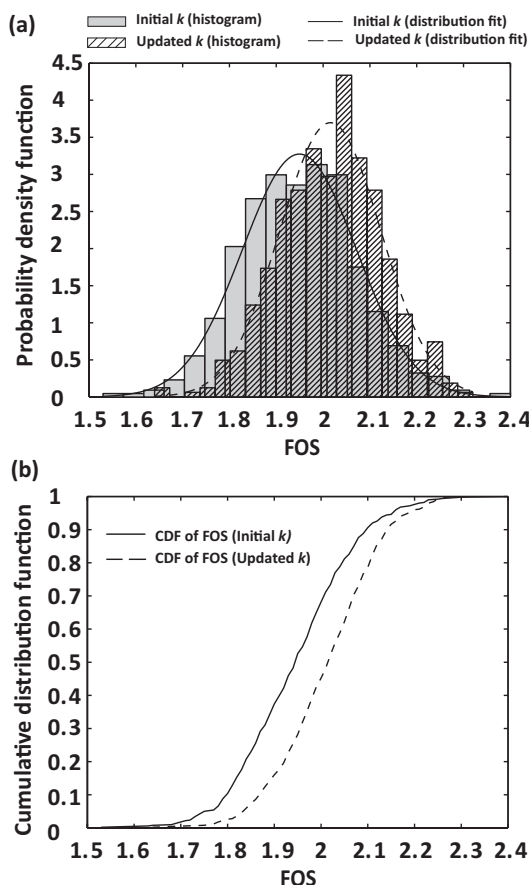 (a)
Initial k (histogram)
Updated k (histogram)
Initial k (distribution fit)
Updated k (distribution fit)
Probability density function
4.5
4
3.5
3
2.5
2
1.5
1
0.5
0
1.5 1.6 1.7 1.8 1.9 2 2.1 2.2 2.3 2.4
FOS
(b)
Cumulative distribution function
1
0.9
0.8
0.7
0.6
0.5
0.4
0.3
0.2
0.1
0
CDF of FOS (Initial k)
CDF of FOS (Updated k)
1.5 1.6 1.7 1.8 1.9 2 2.1 2.2 2.3 2.4
FOS